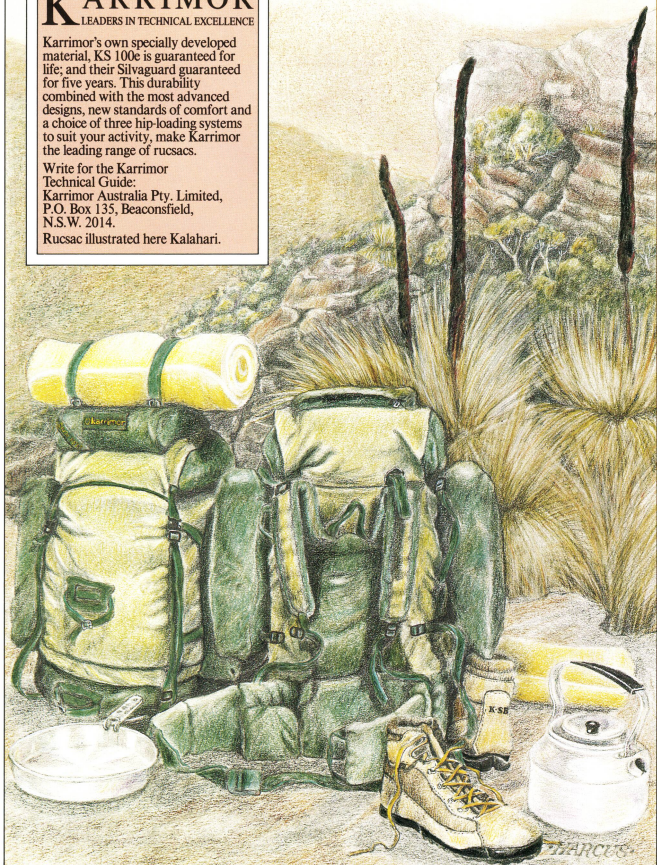 KARRIMOR
LEADERS IN TECHNICAL EXCELLENCE
Karrimor's own specially developed
material, KS 100e is guaranteed for
life; and their Silvaguard guaranteed
for five years. This durability
combined with the most advanced
designs, new standards of comfort and
a choice of three hip-loading systems
to suit your activity, make Karrimor
the leading range of rucsacs.
Write for the Karrimor
Technical Guide:
Karrimor Australia Pty. Limited,
P.O. Box 135, Beaconsfield,
N.S.W. 2014.
Rucsac illustrated here Kalahari.
karrimor